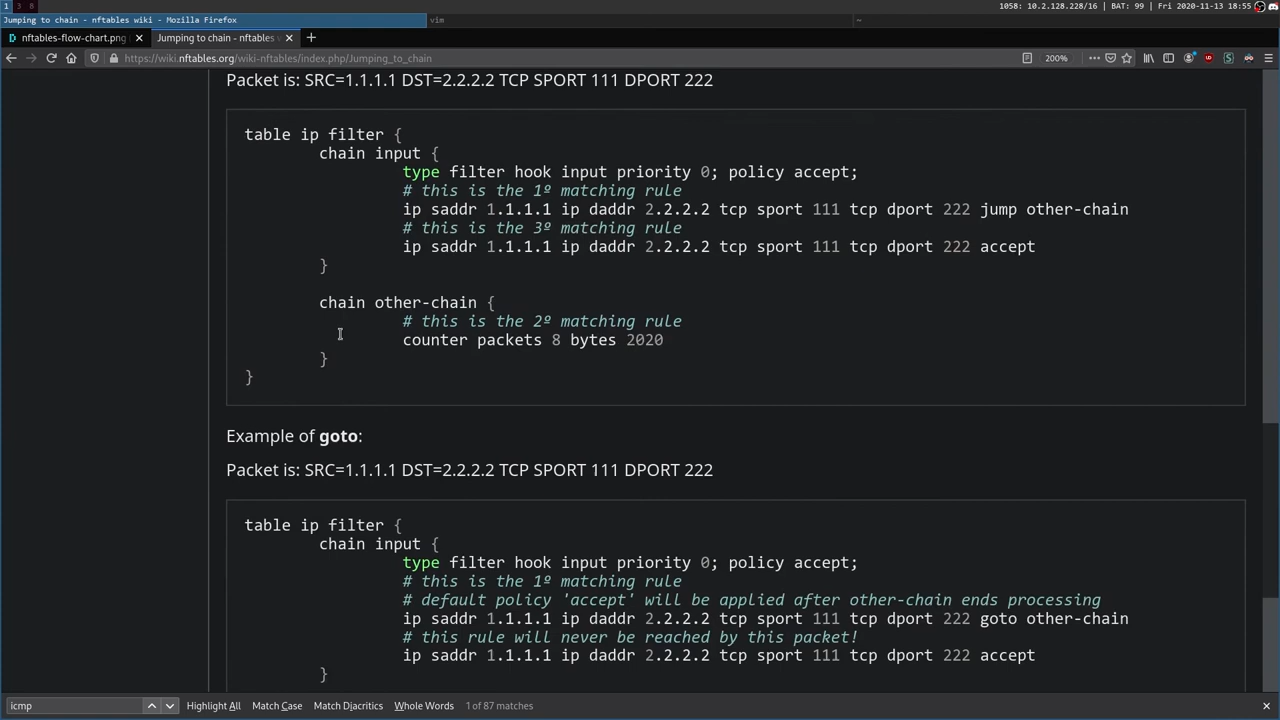 1 3 8
1058: 10.2.128.228/16 | BAT: 99 | Fri 2020-11-13 18:55
Jumping to chain - nftables wiki - Mozilla Firefox
vim
~
nftables-flow-chart.png
Jumping to chain - nftables
https://wiki.nftables.org/wiki-nftables/index.php/Jumping_to_chain
200%
Packet is: SRC=1.1.1.1 DST=2.2.2.2 TCP SPORT 111 DPORT 222
table ip filter {
chain input {
type filter hook input priority 0; policy accept;
# this is the 1º matching rule
ip saddr 1.1.1.1 ip daddr 2.2.2.2 tcp sport 111 tcp dport 222 jump other-chain
# this is the 3º matching rule
ip saddr 1.1.1.1 ip daddr 2.2.2.2 tcp sport 111 tcp dport 222 accept
}
chain other-chain {
# this is the 2º matching rule
counter packets 8 bytes 2020
}
}
Example of goto:
Packet is: SRC=1.1.1.1 DST=2.2.2.2 TCP SPORT 111 DPORT 222
table ip filter {
chain input {
type filter hook input priority 0; policy accept;
# this is the 1º matching rule
# default policy 'accept' will be applied after other-chain ends processing
ip saddr 1.1.1.1 ip daddr 2.2.2.2 tcp sport 111 tcp dport 222 goto other-chain
# this rule will never be reached by this packet!
ip saddr 1.1.1.1 ip daddr 2.2.2.2 tcp sport 111 tcp dport 222 accept
}
icmp
Highlight All Match Case Match Diacritics Whole Words 1 of 87 matches